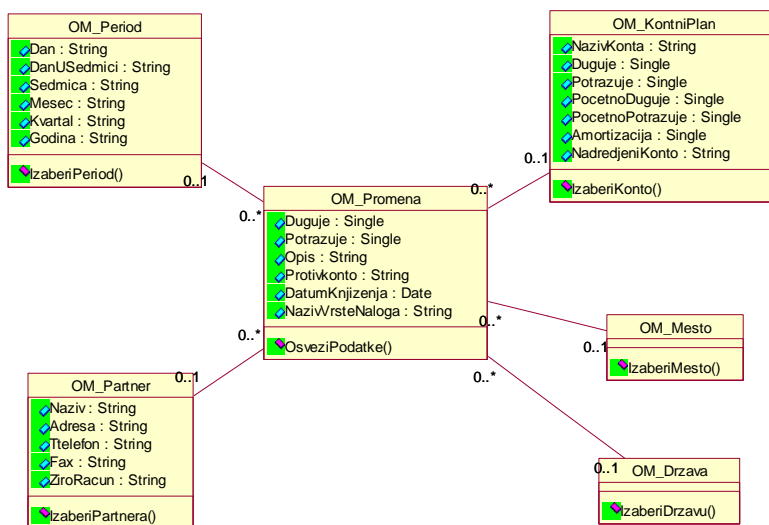 OM_Period
Dan : String
DanUSedmici : String
Sedmica : String
Mesec : String
Kvartal : String
Godina : String
IzaberiPeriod()
0..1
OM_KontniPlan
NazivKonta : String
Duguje : Single
Potrazuje : Single
PocetnoDuguje : Single
PocetnoPotrazuje : Single
Amortizacija : Single
NadredjeniKonto : String
IzaberiKonto()
0..1
0..*
OM_Promena
0..*
Duguje : Single
Potrazuje : Single
Opis : String
Protivkonto : String
DatumKnjizenja : Date
NazivVrsteNaloga : String
OsveziPodatke()
0..*
0..*
0..*
OM_Mesto
0..1
IzaberiMesto()
OM_Partner
0..1
Naziv : String
Adresa : String
Ttelefon : String
Fax : String
ZiroRacun : String
IzaberiPartnera()
OM_Drzava
0..1
IzaberiDrzavu()